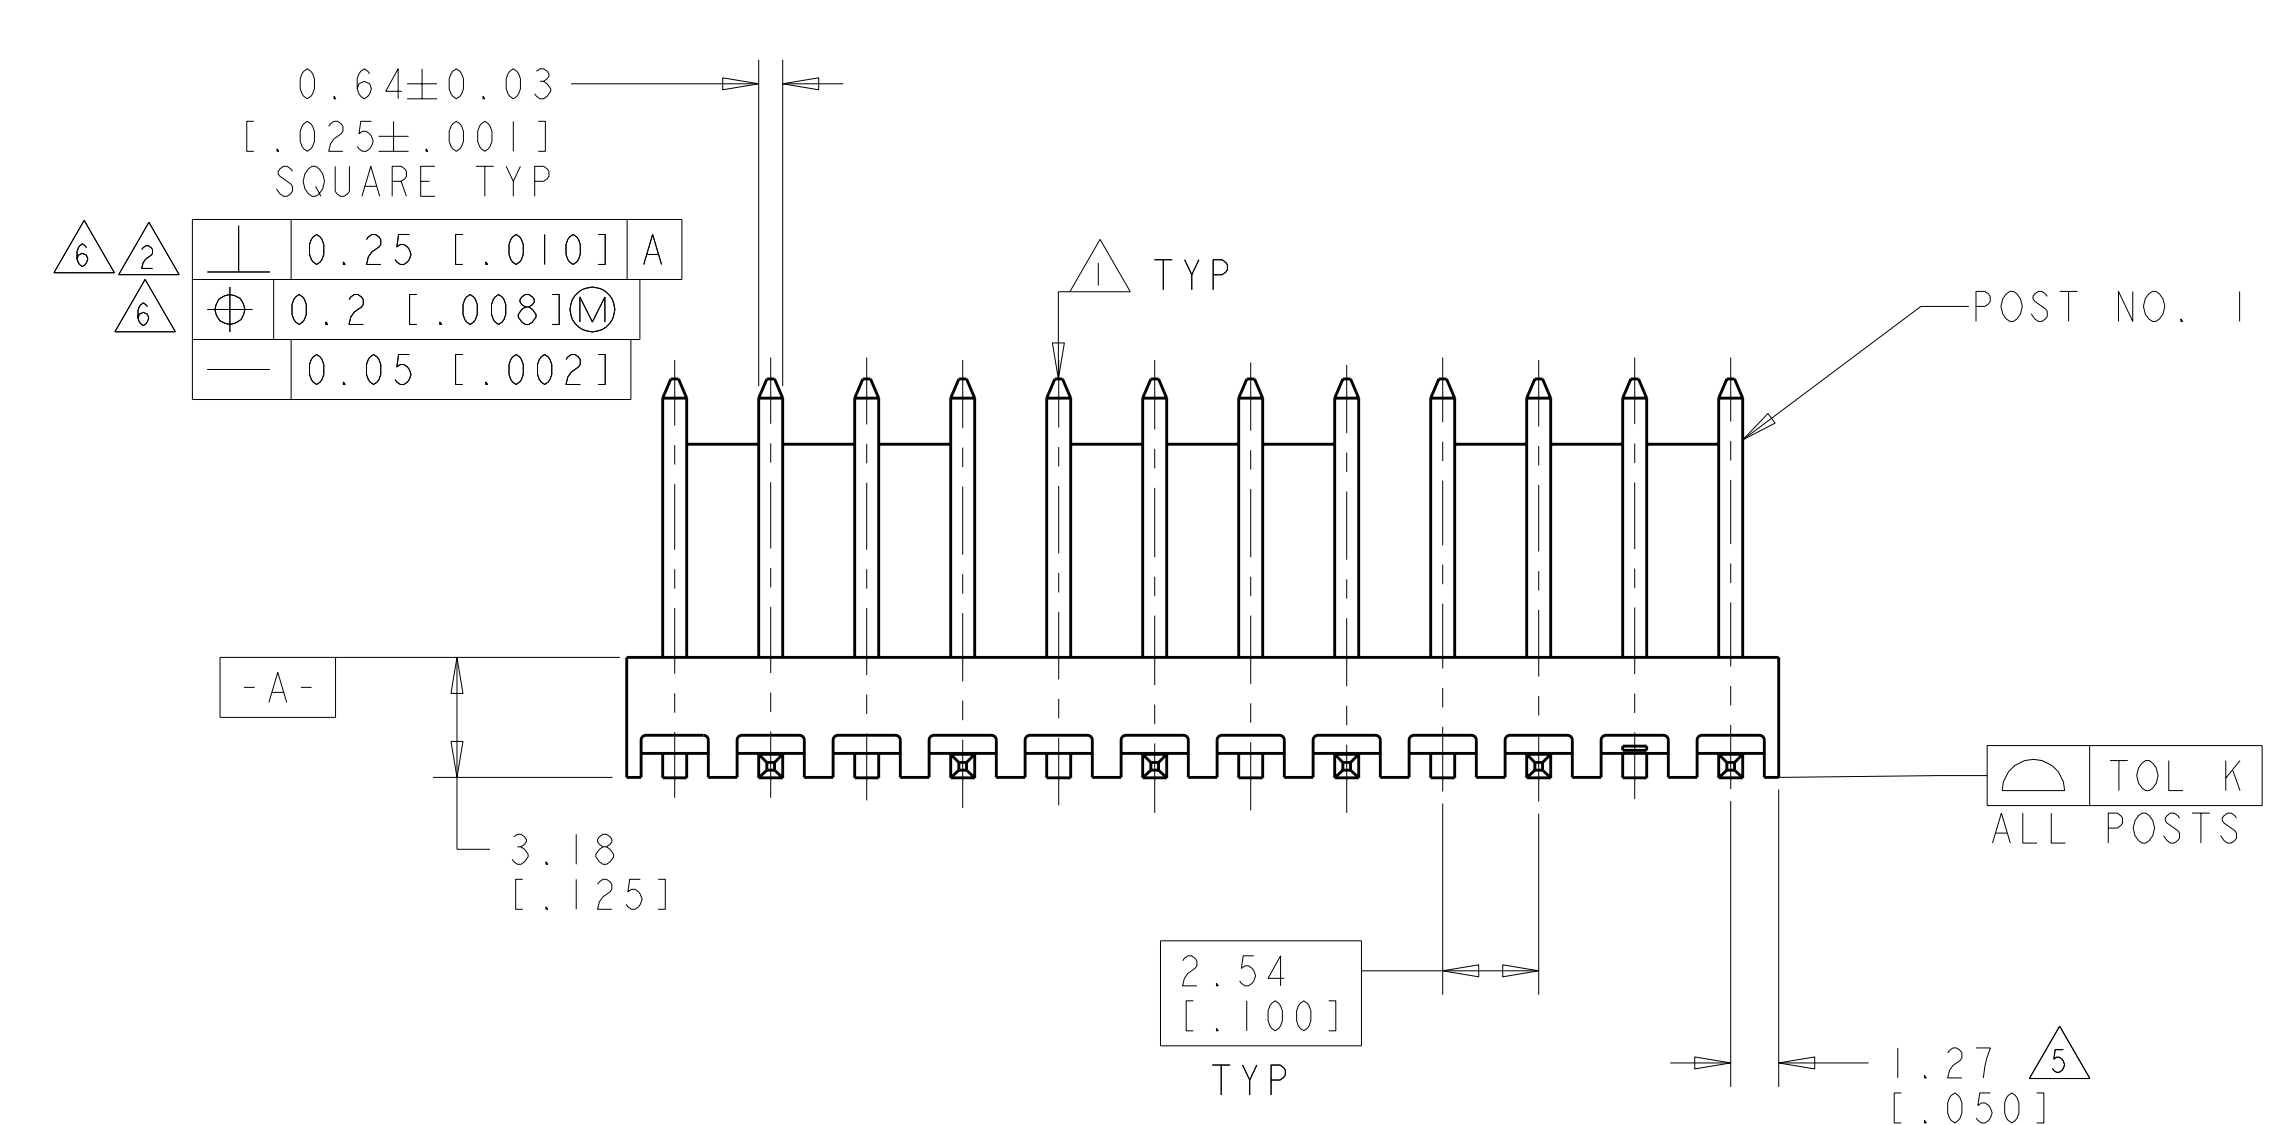 0.64±0.03
[.025±.001]
SQUARE TYP
6 2 ⊥ 0.25 [.010] A
6 ⌖ 0.2 [.008]Ⓜ
— 0.05 [.002]
1 TYP
POST NO. 1
-A-
3.18
[.125]
TOL K
ALL POSTS
2.54
[.100]
TYP
1.27 5
[.050]